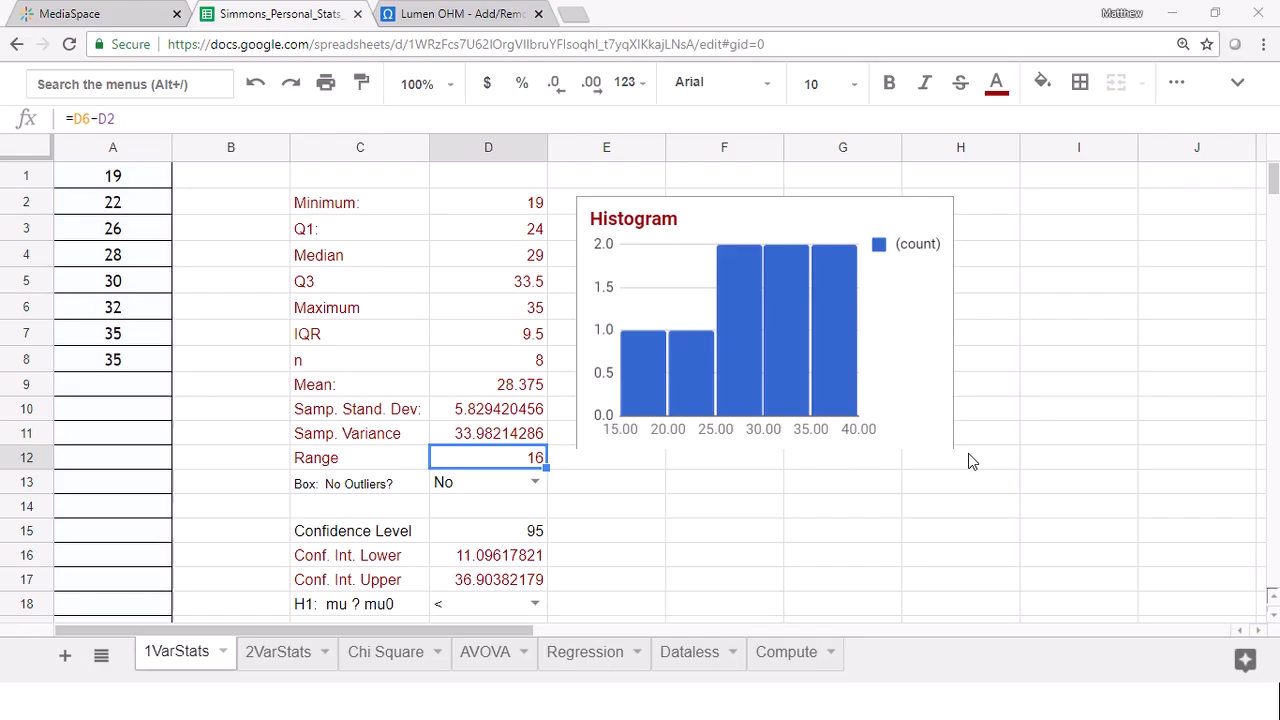 MediaSpace × Simmons_Personal_Stats_ × Lumen OHM - Add/Remo × Matthew
Secure https://docs.google.com/spreadsheets/d/1WRzFcs7U62IOrgVIIbruYFIsoqhI_t7yqXIKkajLNsA/edit#gid=0
Search the menus (Alt+/) 100% $ % .0 .00 123 Arial 10 B I S A
fx =D6-D2
A B C D E F G H I J
1 19
2 22 Minimum: 19
3 26 Q1: 24
4 28 Median 29
5 30 Q3 33.5
6 32 Maximum 35
7 35 IQR 9.5
8 35 n 8
9 Mean: 28.375
10 Samp. Stand. Dev: 5.829420456
11 Samp. Variance 33.98214286
12 Range 16
13 Box: No Outliers? No
14
15 Confidence Level 95
16 Conf. Int. Lower 11.09617821
17 Conf. Int. Upper 36.90382179
18 H1: mu ? mu0 <
Histogram
2.0 (count)
1.5
1.0
0.5
0.0
15.00 20.00 25.00 30.00 35.00 40.00
1VarStats 2VarStats Chi Square AVOVA Regression Dataless Compute